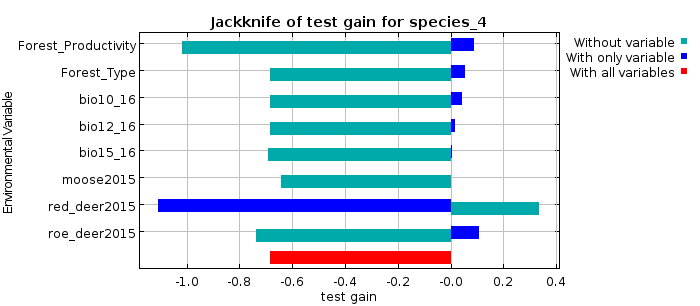 Jackknife of test gain for species_4
Environmental Variable
Forest_Productivity
Forest_Type
bio10_16
bio12_16
bio15_16
moose2015
red_deer2015
roe_deer2015
-1.0 -0.8 -0.6 -0.4 -0.2 -0.0 0.2 0.4
test gain
Without variable
With only variable
With all variables